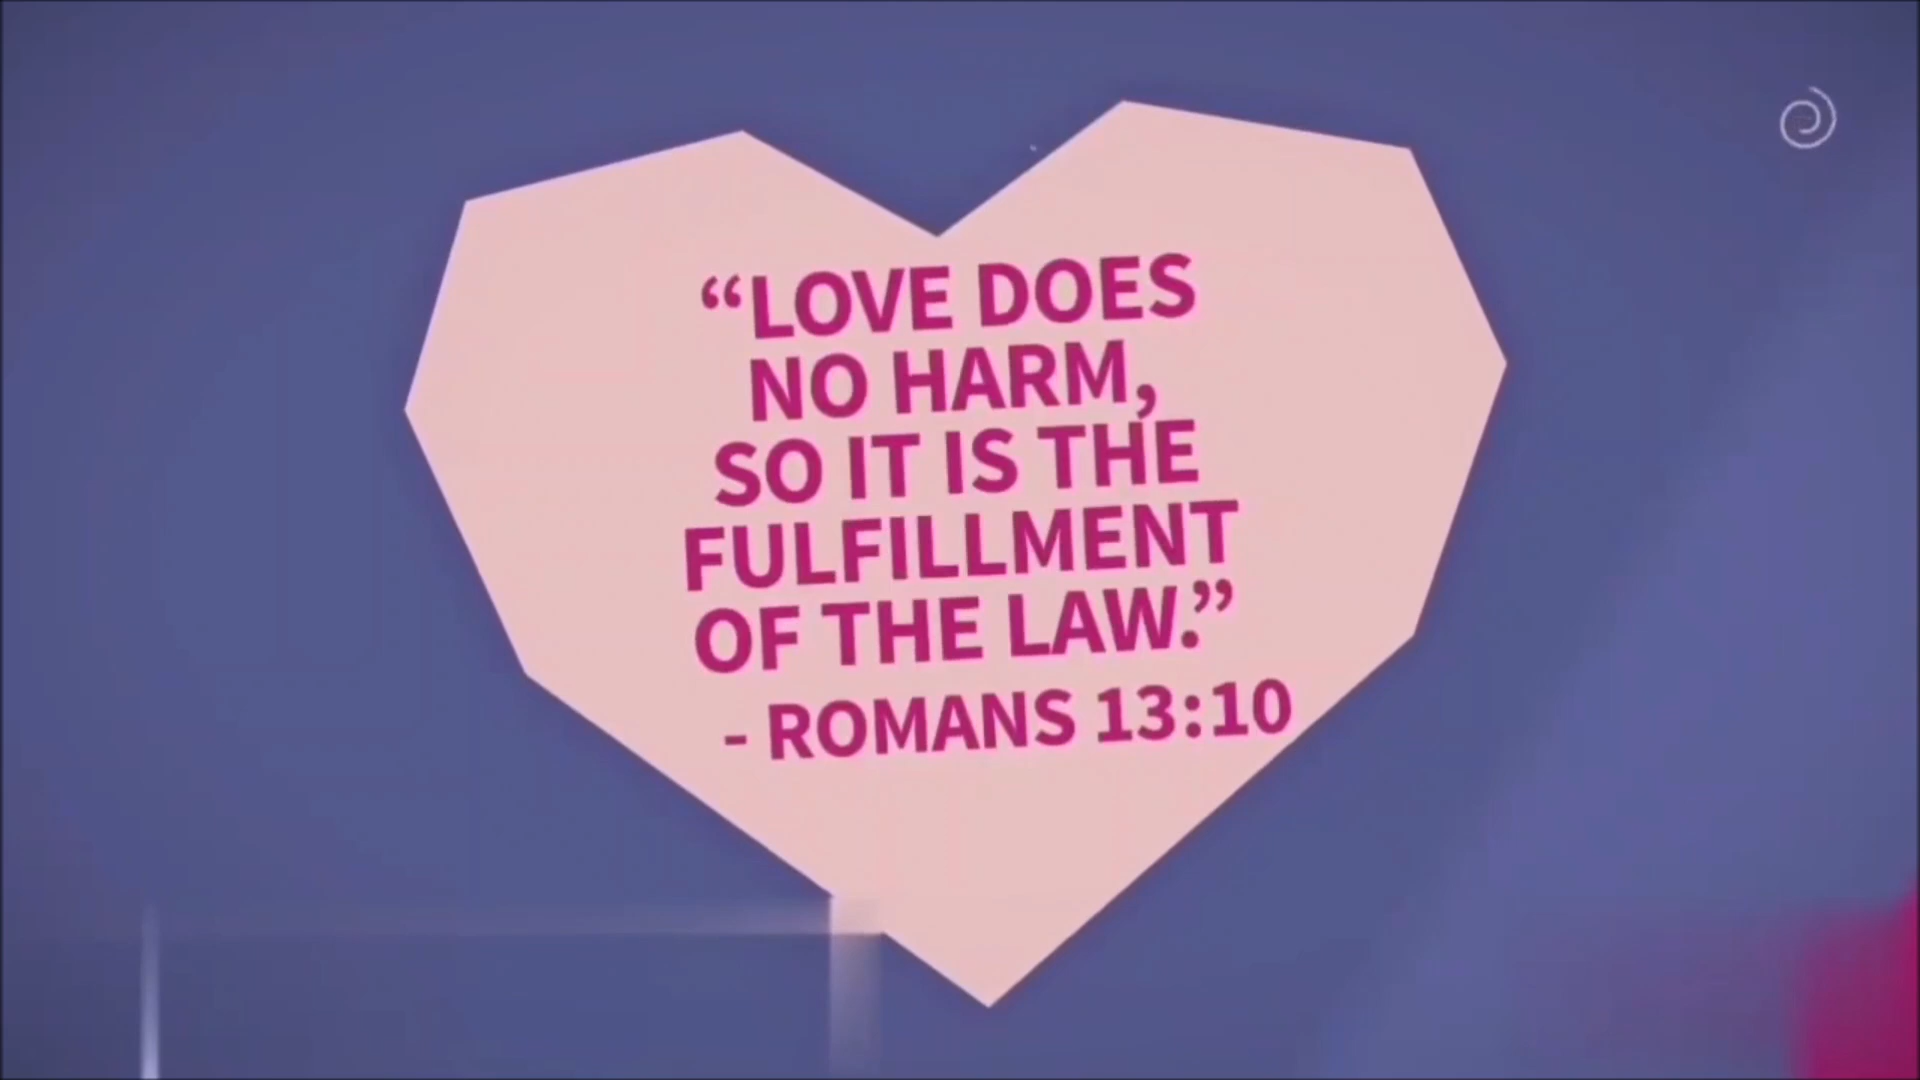 “LOVE DOES
NO HARM,
SO IT IS THE
FULFILLMENT
OF THE LAW.”
- ROMANS 13:10